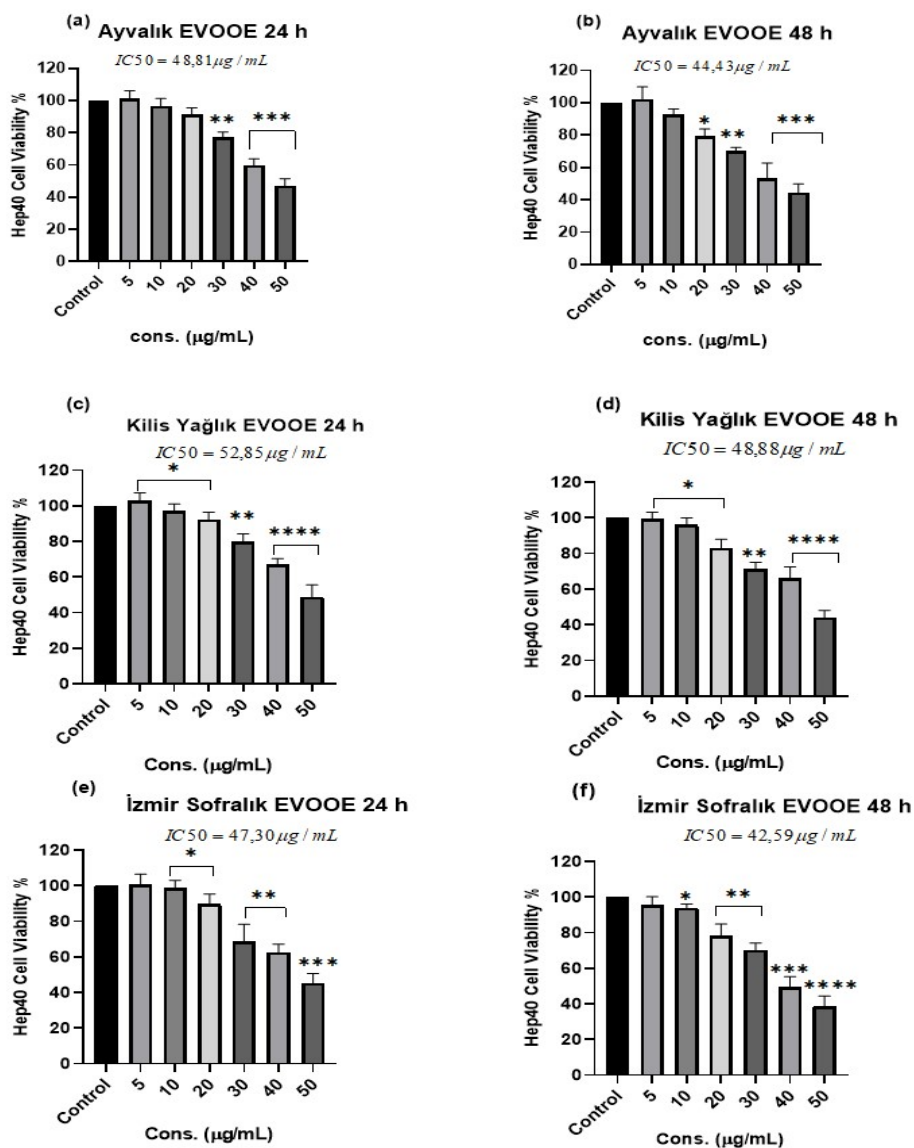 (a)
Ayvalık EVOOE 24 h
IC50 = 48,81µg / mL
Hep40 Cell Viability %
120
100
80
60
40
20
0
** ***
Control 5 10 20 30 40 50
cons. (µg/mL)
(b)
Ayvalık EVOOE 48 h
IC50 = 44,43µg / mL
Hep40 Cell Viability %
120
100
80
60
40
20
0
* ** ***
Control 5 10 20 30 40 50
cons. (µg/mL)
(c)
Kilis Yağlık EVOOE 24 h
IC50 = 52,85µg / mL
Hep40 Cell Viability %
120
100
80
60
40
20
0
* ** ****
Control 5 10 20 30 40 50
Cons. (µg/mL)
(d)
Kilis Yağlık EVOOE 48 h
IC50 = 48,88µg / mL
Hep40 Cell Viability %
120
100
80
60
40
20
0
* ** ****
Control 5 10 20 30 40 50
Cons. (µg/mL)
(e)
İzmir Sofralık EVOOE 24 h
IC50 = 47,30µg / mL
Hep40 Cell Viability %
120
100
80
60
40
20
0
* ** ***
Control 5 10 20 30 40 50
Cons. (µg/mL)
(f)
İzmir Sofralık EVOOE 48 h
IC50 = 42,59µg / mL
Hep40 Cell Viability %
120
100
80
60
40
20
0
* ** *** ****
Control 5 10 20 30 40 50
Cons. (µg/mL)